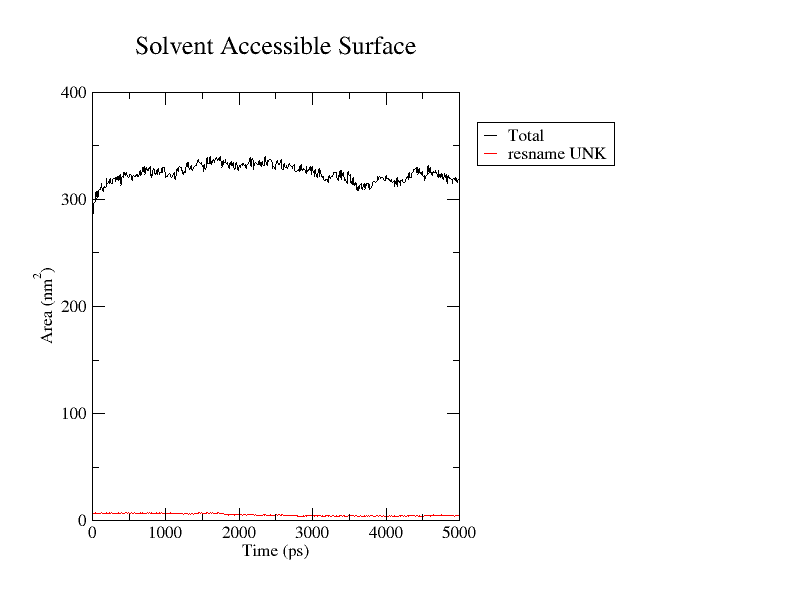 Solvent Accessible Surface
400
300
200
100
0
Area (nm2)
0 1000 2000 3000 4000 5000
Time (ps)
Total
resname UNK